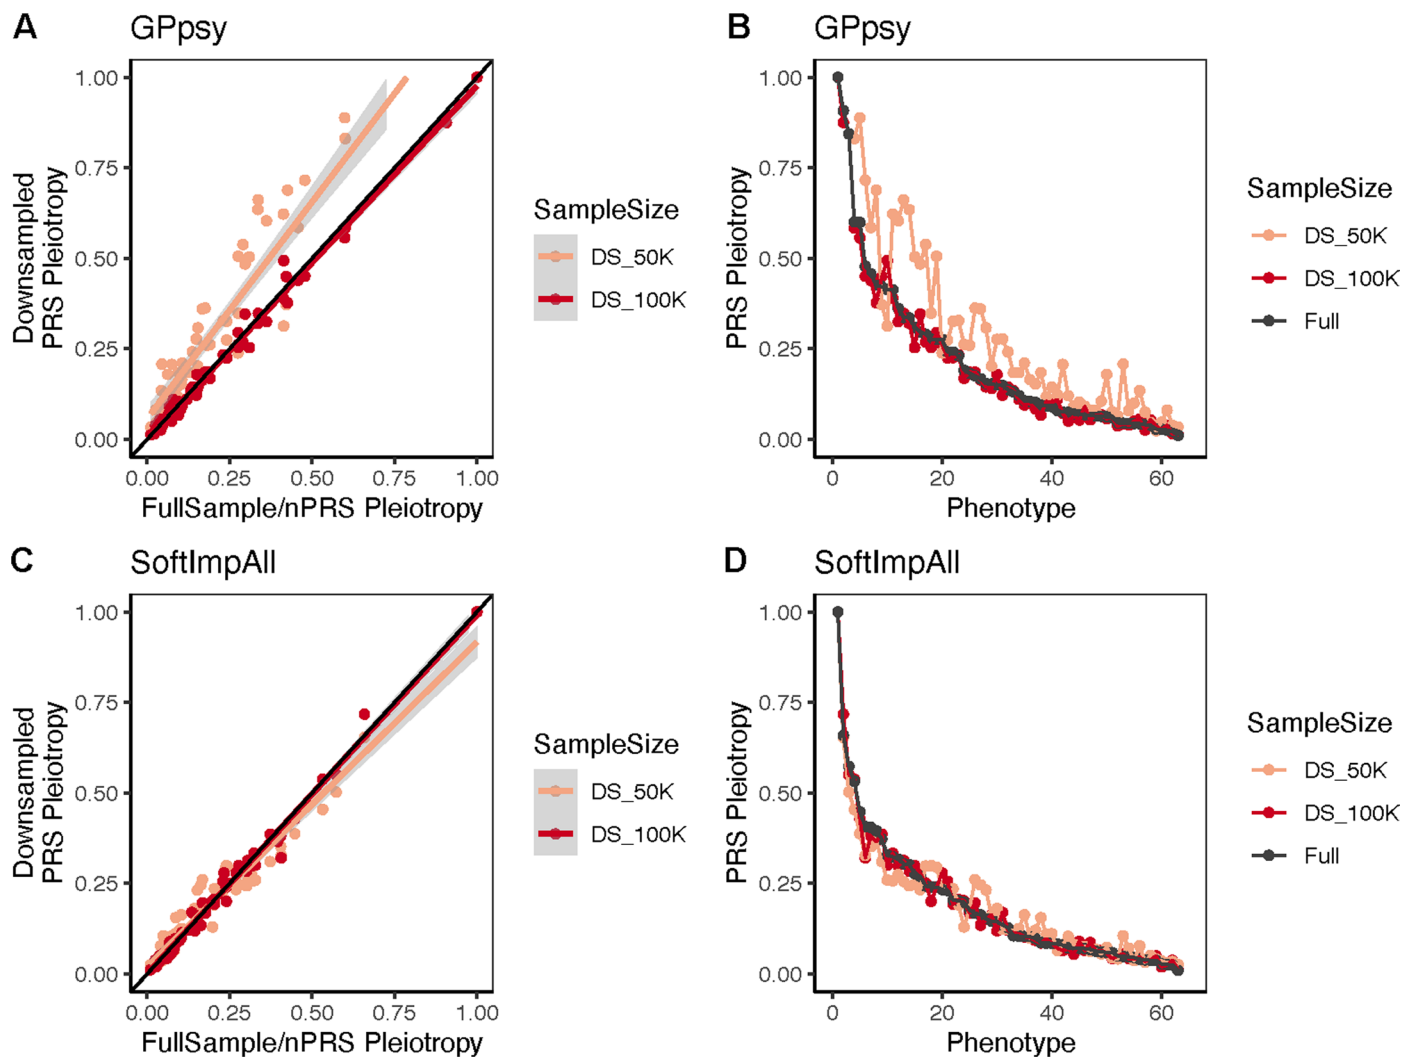 A
GPpsy
Downsampled
PRS Pleiotropy
1.00
0.75
0.50
0.25
0.00
0.00 0.25 0.50 0.75 1.00
FullSample/nPRS Pleiotropy
SampleSize
DS_50K
DS_100K
B
GPpsy
PRS Pleiotropy
1.00
0.75
0.50
0.25
0.00
0 20 40 60
Phenotype
SampleSize
DS_50K
DS_100K
Full
C
SoftImpAll
Downsampled
PRS Pleiotropy
1.00
0.75
0.50
0.25
0.00
0.00 0.25 0.50 0.75 1.00
FullSample/nPRS Pleiotropy
SampleSize
DS_50K
DS_100K
D
SoftImpAll
PRS Pleiotropy
1.00
0.75
0.50
0.25
0.00
0 20 40 60
Phenotype
SampleSize
DS_50K
DS_100K
Full